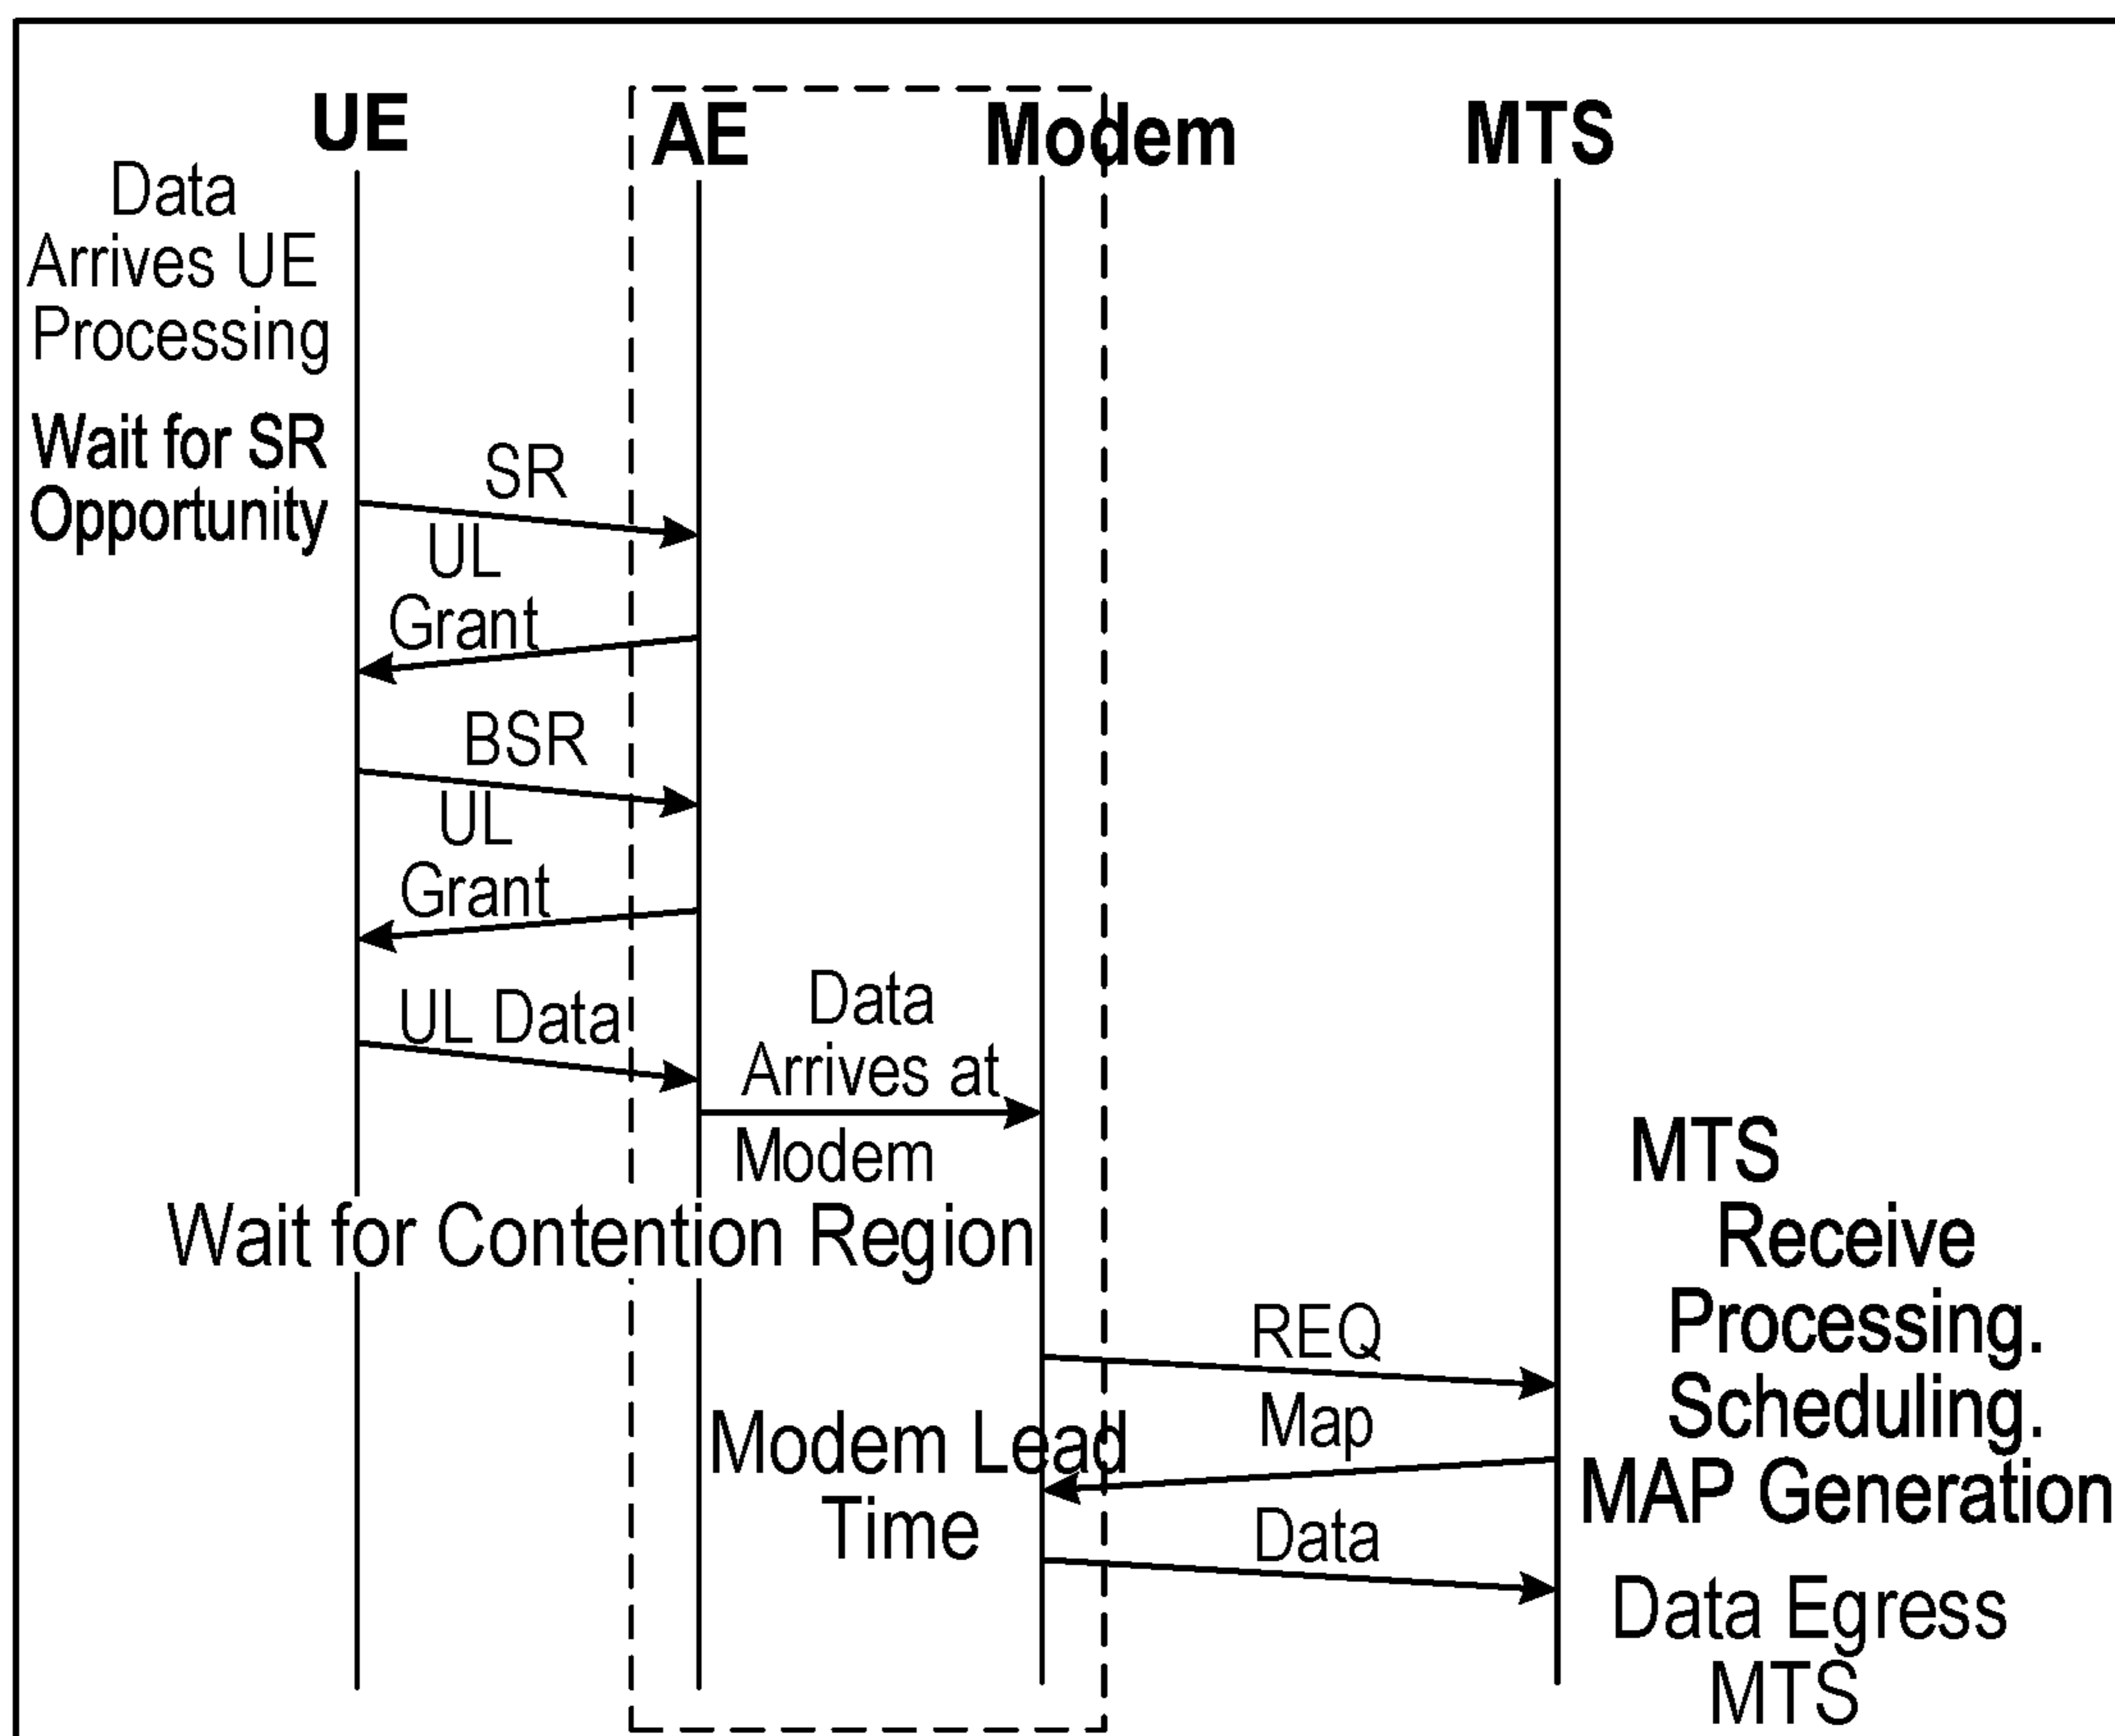 UE
AE
Modem
MTS
Data
Arrives UE
Processing
Wait for SR
Opportunity
SR
UL
Grant
BSR
UL
Grant
UL Data
Data
Arrives at
Modem
Wait for Contention Region
MTS
Receive
Processing.
Scheduling.
MAP Generation
REQ
Map
Modem Lead
Time
Data
Data Egress
MTS